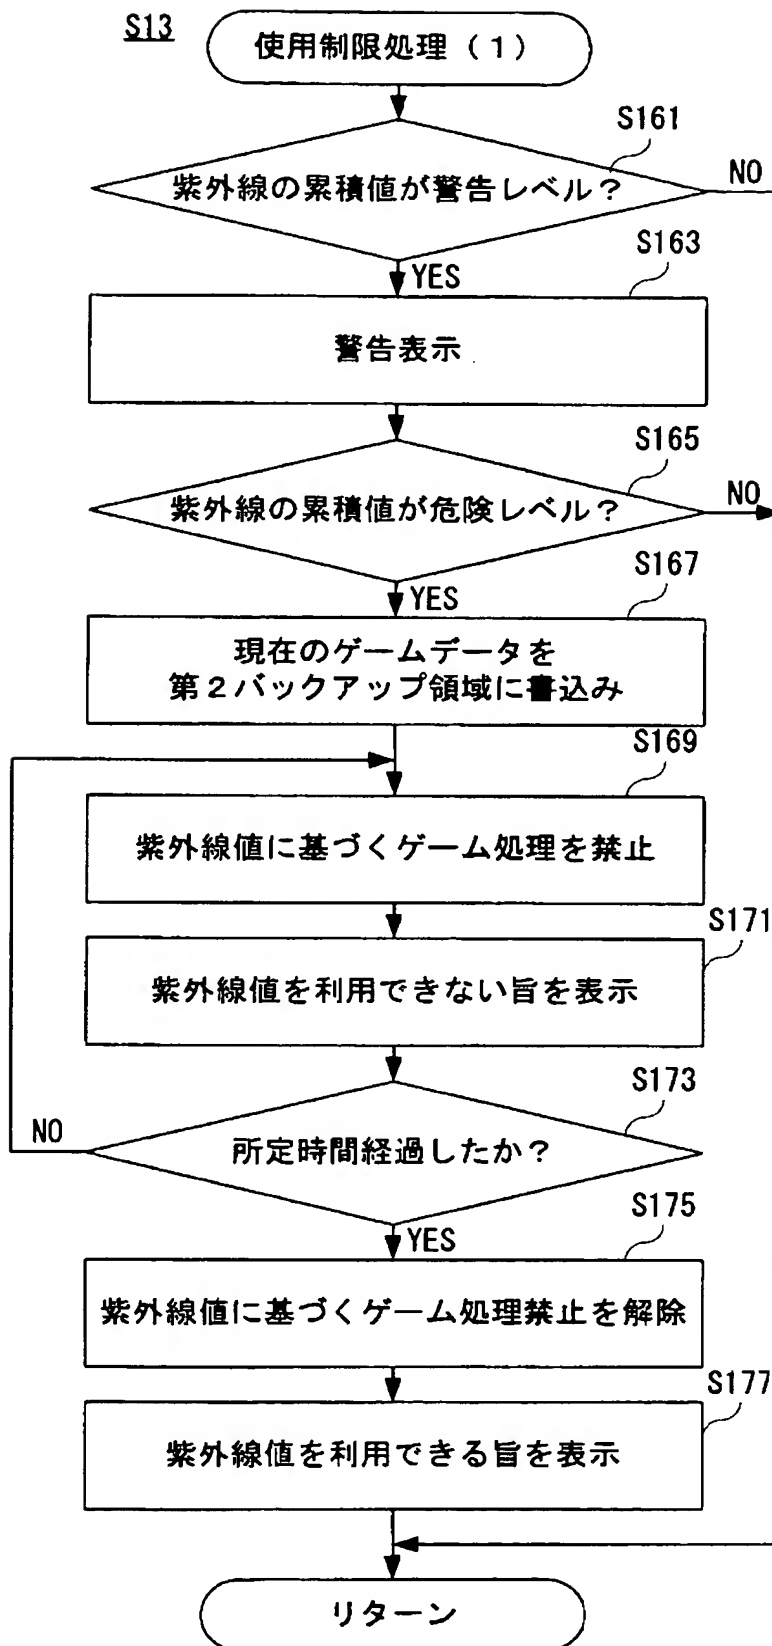 S13
使用制限処理(1)
S161
紫外線の累積値が警告レベル?
NO
YES
S163
警告表示
S165
紫外線の累積値が危険レベル?
NO
YES
S167
現在のゲームデータを
第2バックアップ領域に書込み
S169
紫外線値に基づくゲーム処理を禁止
S171
紫外線値を利用できない旨を表示
S173
NO
所定時間経過したか?
YES
S175
紫外線値に基づくゲーム処理禁止を解除
S177
紫外線値を利用できる旨を表示
リターン